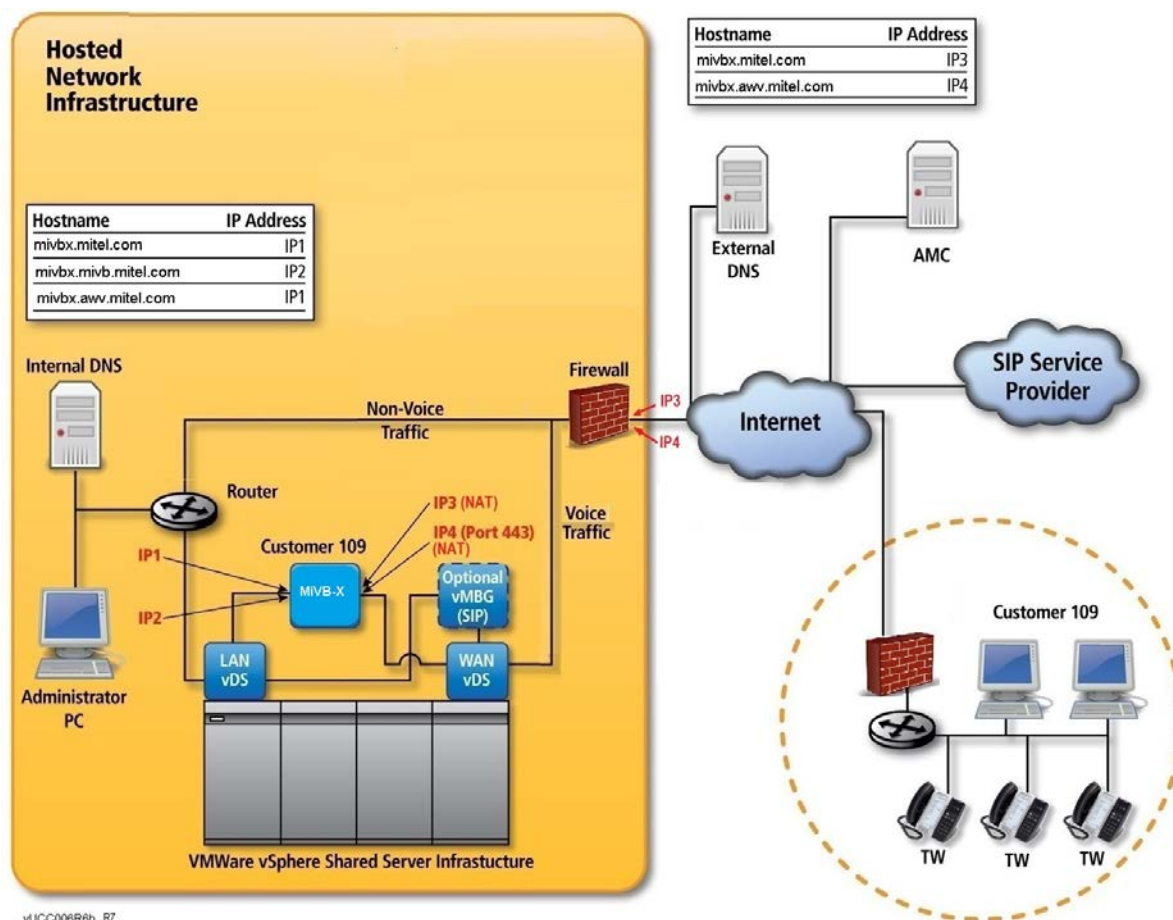 Hosted
Network
Infrastructure
Hostname IP Address
mivbx.mitel.com IP3
mivbx.awv.mitel.com IP4
Hostname IP Address
mivbx.mitel.com IP1
mivbx.mivb.mitel.com IP2
mivbx.awv.mitel.com IP1
External
DNS
AMC
SIP Service
Provider
Internet
Internal DNS
Firewall
IP3
IP4
Non-Voice
Traffic
Router
Voice
Traffic
IP3 (NAT)
IP4 (Port 443)
(NAT)
Customer 109
IP1
IP2
MiVB-X
Optional
vMBG
(SIP)
LAN
vDS
WAN
vDS
Administrator
PC
VMWare vSphere Shared Server Infrastucture
Customer 109
TW
TW
TW
vUCC006R6b_R7